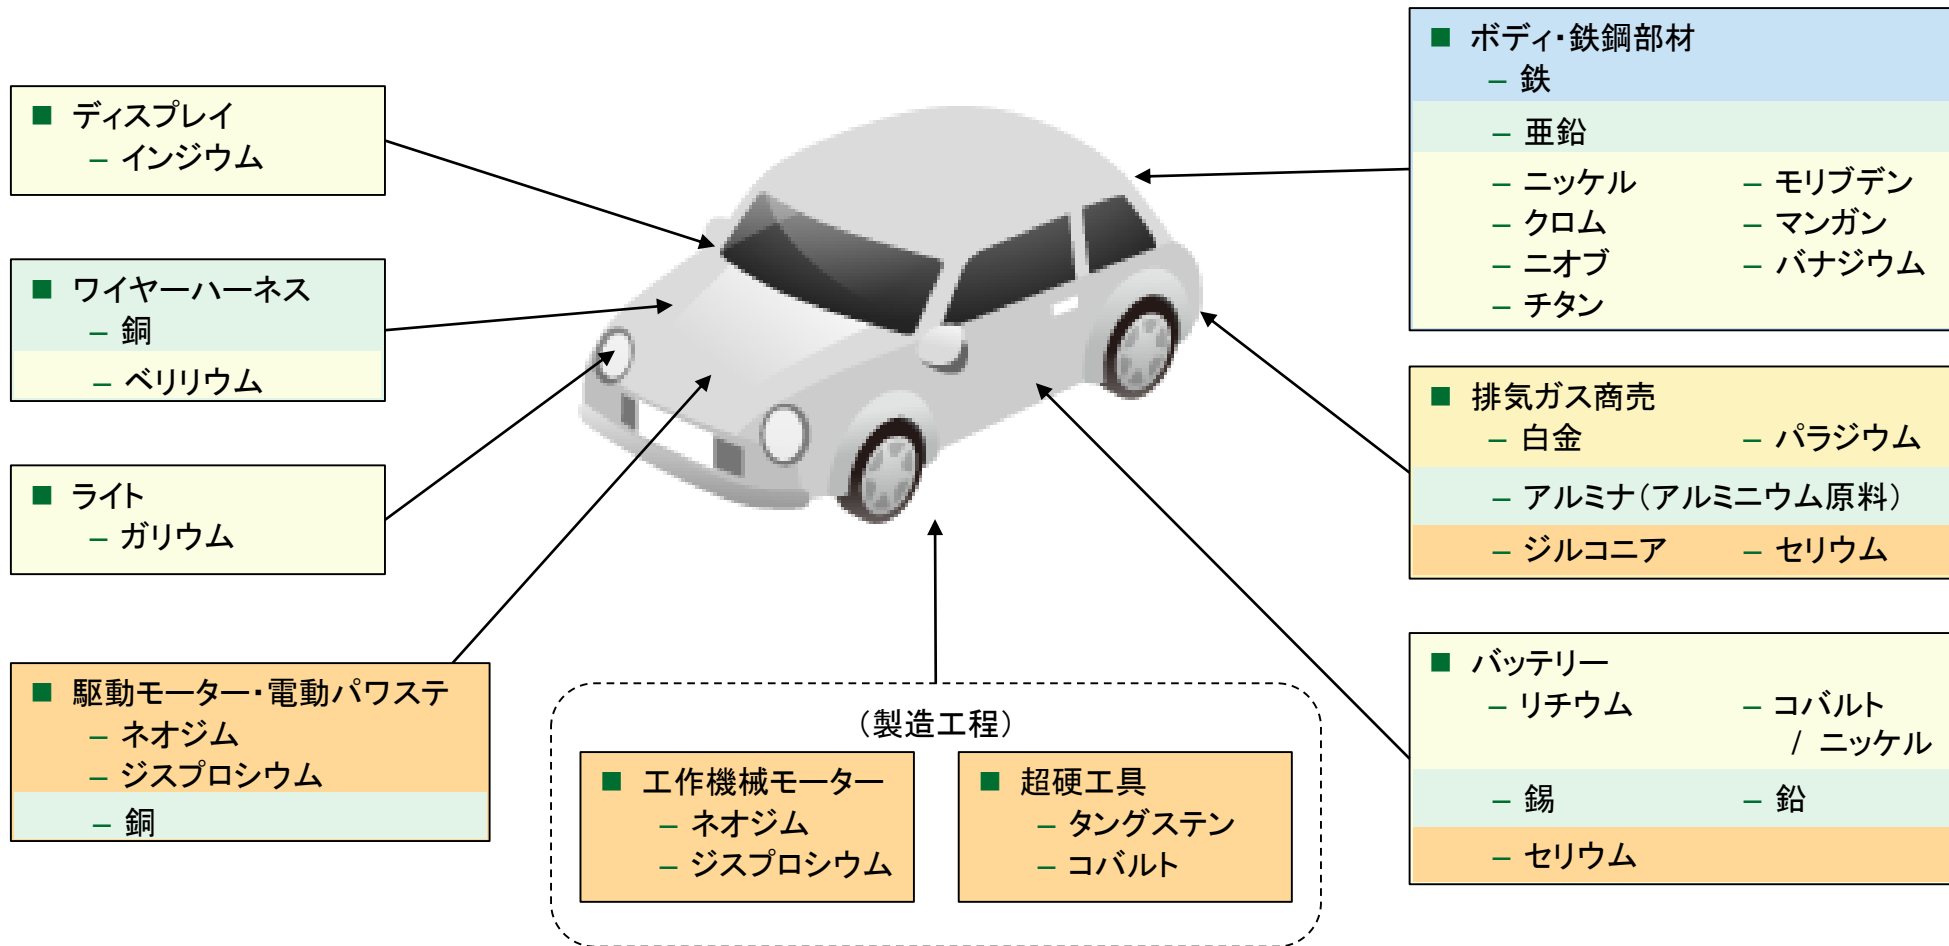 ■ ディスプレイ
– インジウム
■ ワイヤーハーネス
– 銅
– ベリリウム
■ ライト
– ガリウム
■ 駆動モーター・電動パワステ
– ネオジム
– ジスプロシウム
– 銅
（製造工程）
■ 工作機械モーター
– ネオジム
– ジスプロシウム
■ 超硬工具
– タングステン
– コバルト
■ ボディ・鉄鋼部材
– 鉄
– 亜鉛
– ニッケル – モリブデン
– クロム – マンガン
– ニオブ – バナジウム
– チタン
■ 排気ガス商売
– 白金 – パラジウム
– アルミナ（アルミニウム原料）
– ジルコニア – セリウム
■ バッテリー
– リチウム – コバルト
/ ニッケル
– 錫 – 鉛
– セリウム